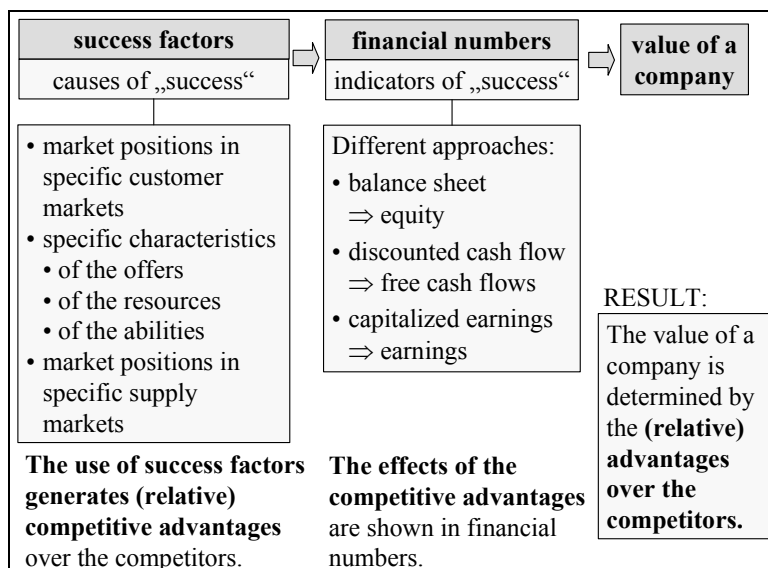 success factors
causes of „success“
• market positions in
specific customer
markets
• specific characteristics
• of the offers
• of the resources
• of the abilities
• market positions in
specific supply
markets
The use of success factors
generates (relative)
competitive advantages
over the competitors.
financial numbers
indicators of „success“
Different approaches:
• balance sheet
⇒ equity
• discounted cash flow
⇒ free cash flows
• capitalized earnings
⇒ earnings
The effects of the
competitive advantages
are shown in financial
numbers.
value of a
company
RESULT:
The value of a
company is
determined by
the (relative)
advantages
over the
competitors.